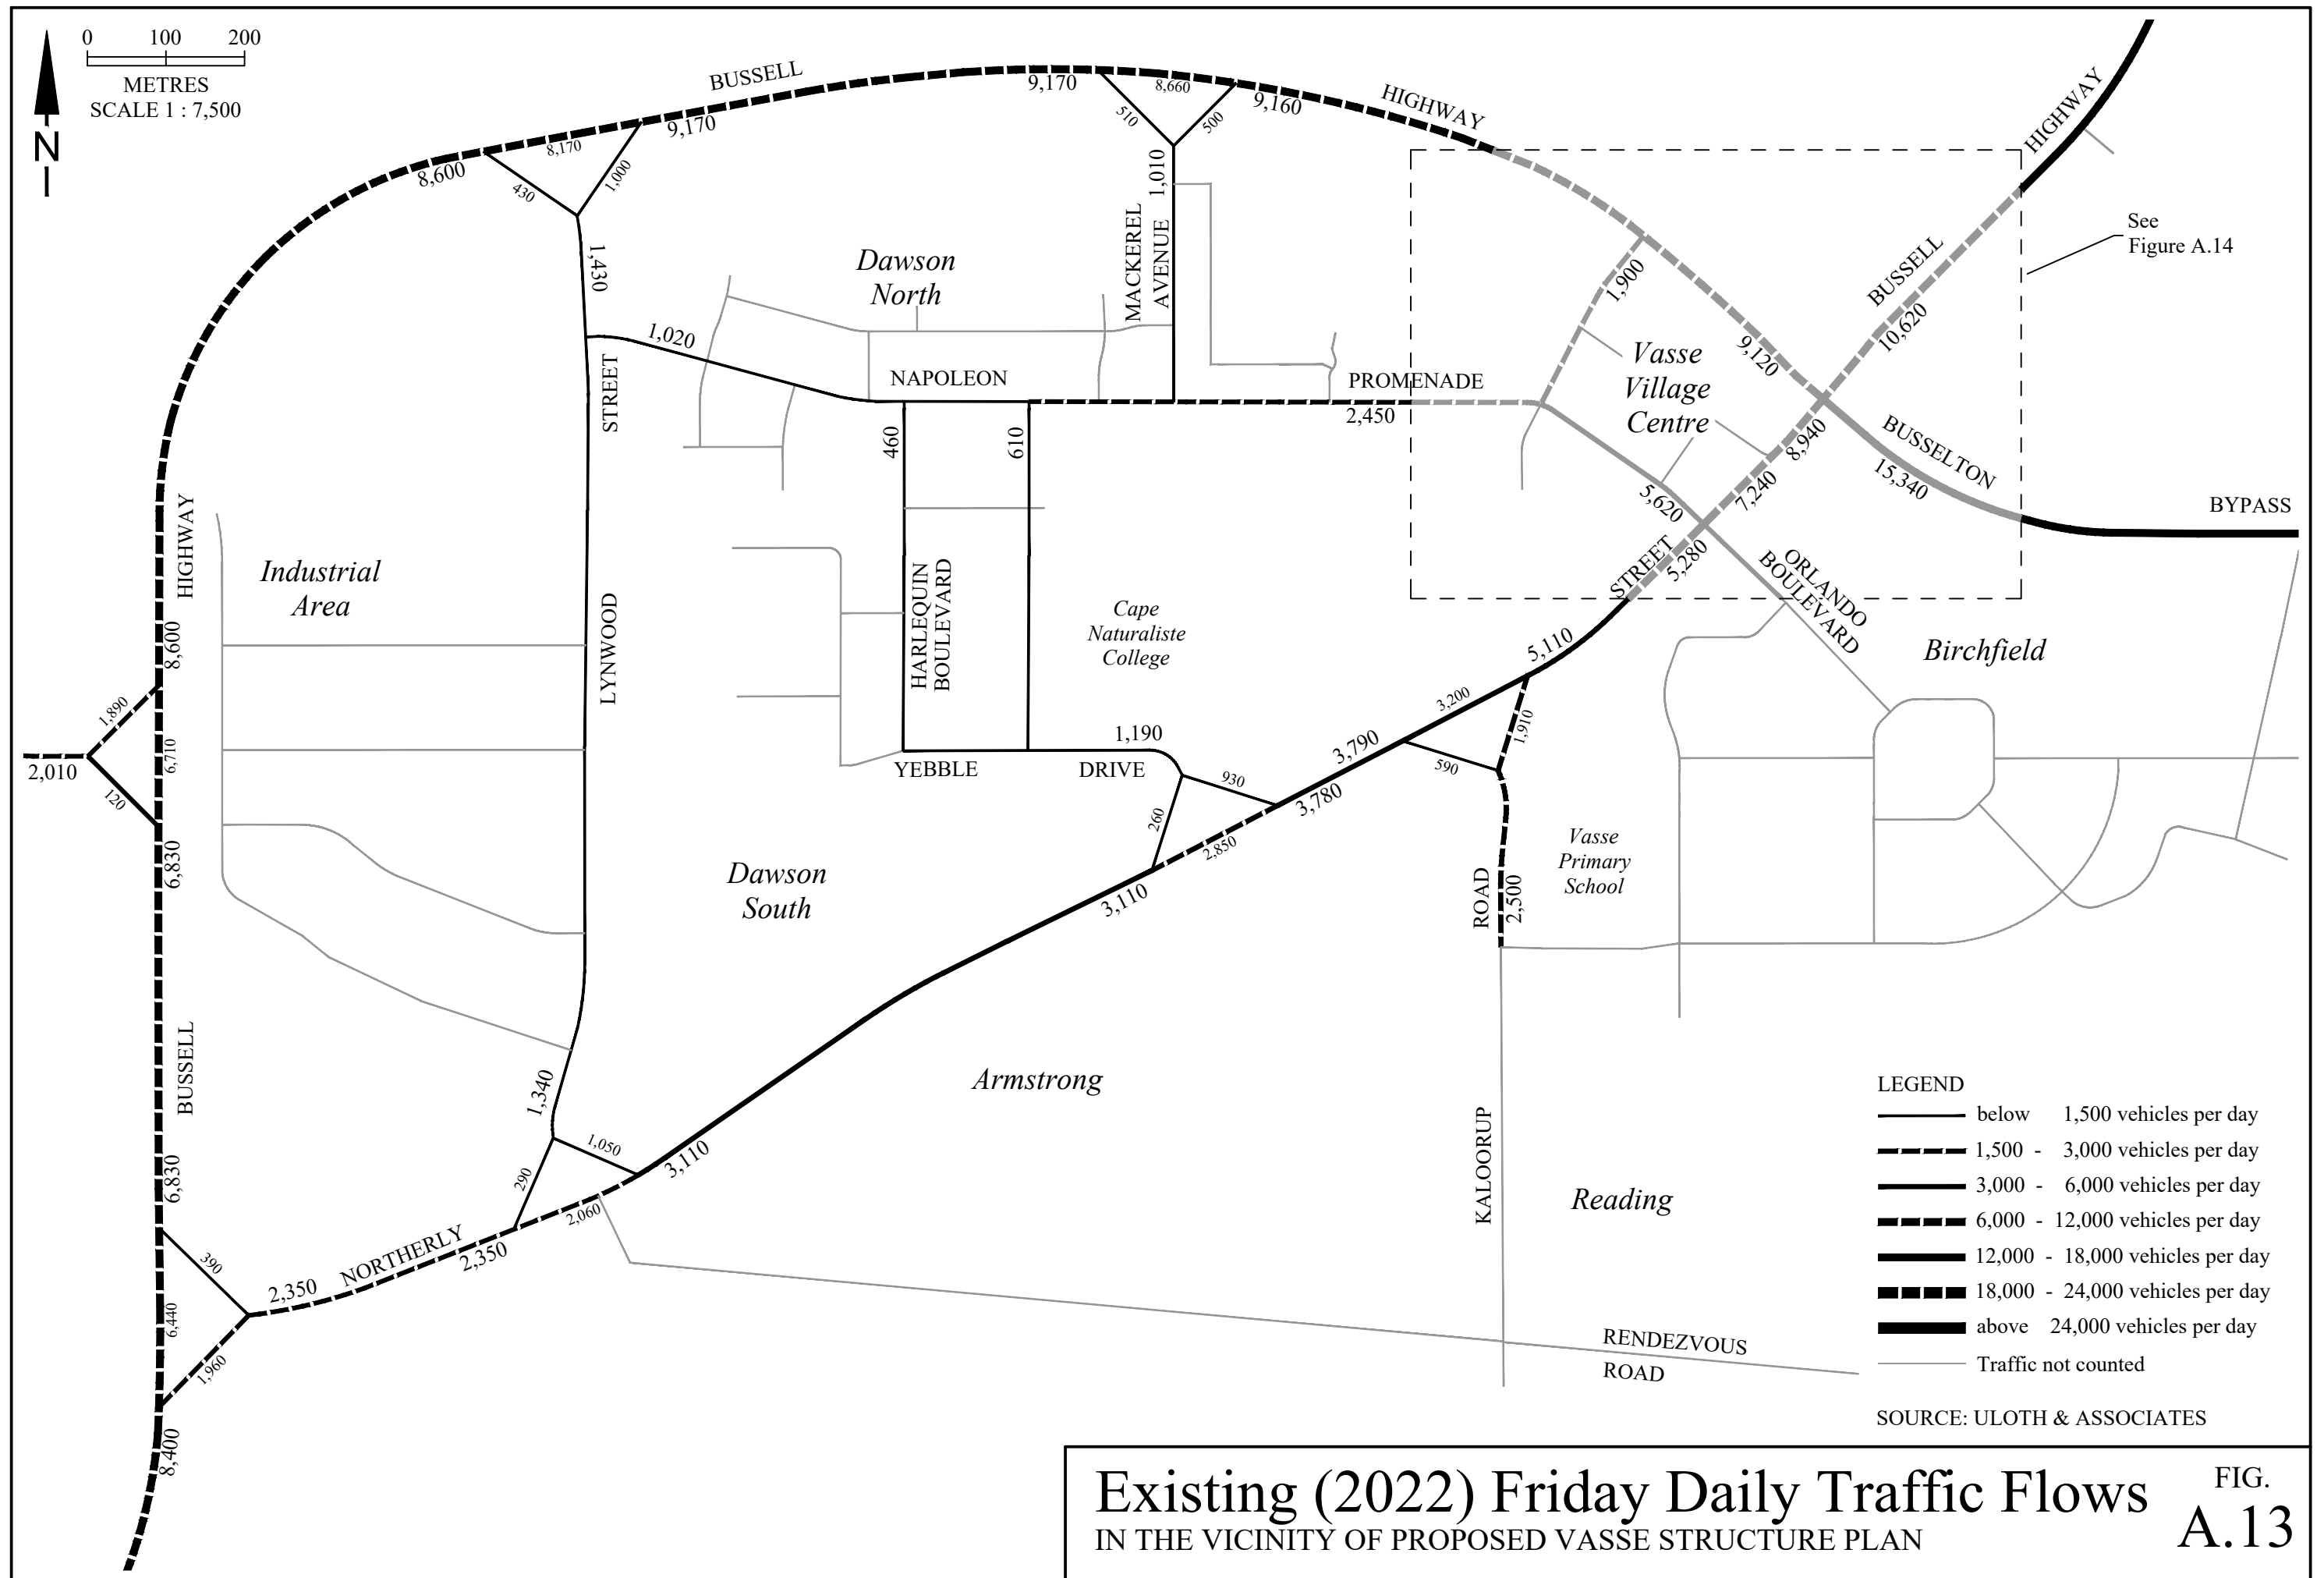 0 100 200
METRES
SCALE 1 : 7,500
N
BUSSELL
HIGHWAY
9,170
8,660
9,160
510
500
9,170
8,170
8,600
430
1,000
1,010
MACKEREL
AVENUE
1,430
Dawson
North
1,020
STREET
NAPOLEON
PROMENADE
2,450
460
610
HIGHWAY
See
Figure A.14
BUSSELL
10,620
1,900
9,120
Vasse
Village
Centre
8,940
7,240
5,620
BUSSELTON
15,340
BYPASS
STREET
5,280
ORLANDO
BOULEVARD
Birchfield
5,110
HIGHWAY
Industrial
Area
8,600
LYNWOOD
HARLEQUIN
BOULEVARD
Cape
Naturaliste
College
1,890
6,710
2,010
120
6,830
1,190
YEBBLE DRIVE
930
260
3,200
3,790
3,780
1,910
590
2,850
3,110
Dawson
South
ROAD
2,500
Vasse
Primary
School
BUSSELL
6,830
1,340
1,050
290
3,110
2,060
Armstrong
KALOORUP
Reading
390
6,440
1,960
2,350
NORTHERLY
2,350
8,400
RENDEZVOUS
ROAD
LEGEND
below 1,500 vehicles per day
1,500 - 3,000 vehicles per day
3,000 - 6,000 vehicles per day
6,000 - 12,000 vehicles per day
12,000 - 18,000 vehicles per day
18,000 - 24,000 vehicles per day
above 24,000 vehicles per day
Traffic not counted
SOURCE: ULOTH & ASSOCIATES
Existing (2022) Friday Daily Traffic Flows
IN THE VICINITY OF PROPOSED VASSE STRUCTURE PLAN
FIG.
A.13